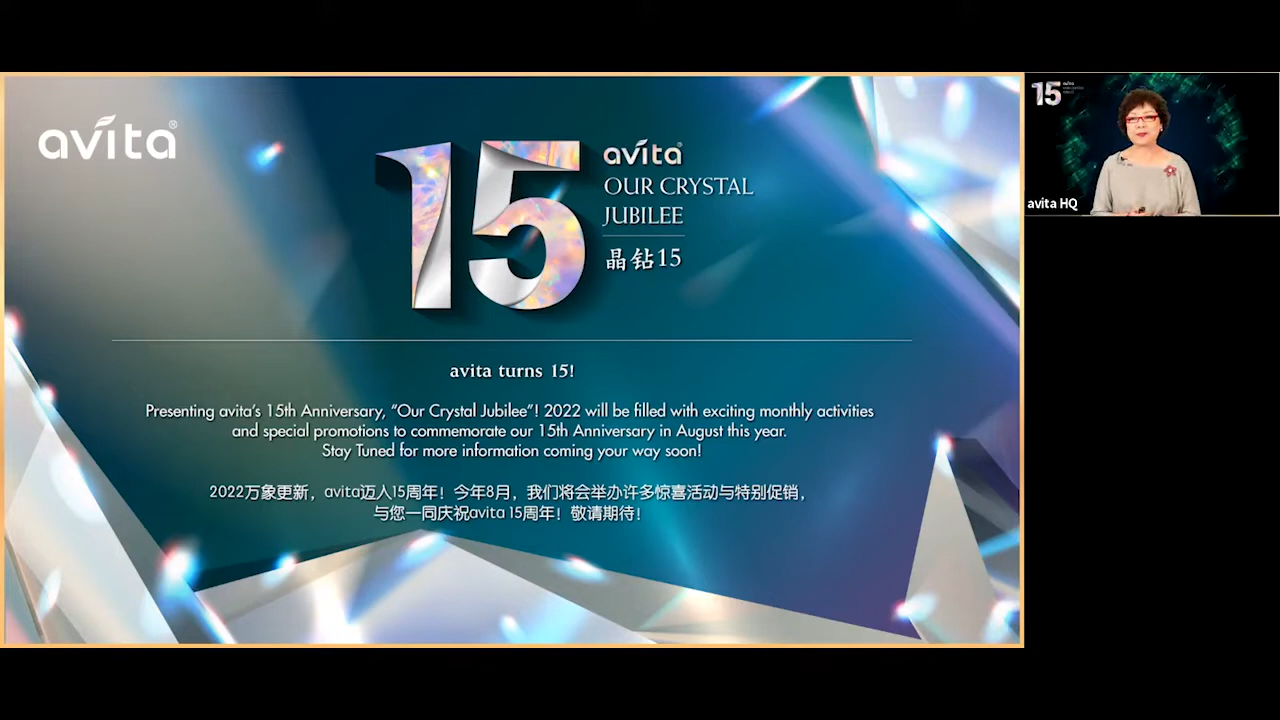 avita®
15
avita
OUR CRYSTAL
JUBILEE
晶钻15
avita turns 15!
Presenting avita's 15th Anniversary, “Our Crystal Jubilee”! 2022 will be filled with exciting monthly activities
and special promotions to commemorate our 15th Anniversary in August this year.
Stay Tuned for more information coming your way soon!
2022万象更新，avita迈入15周年！今年8月，我们将会举办许多惊喜活动与特别促销，
与您一同庆祝avita 15周年！敬请期待！
15
avita HQ